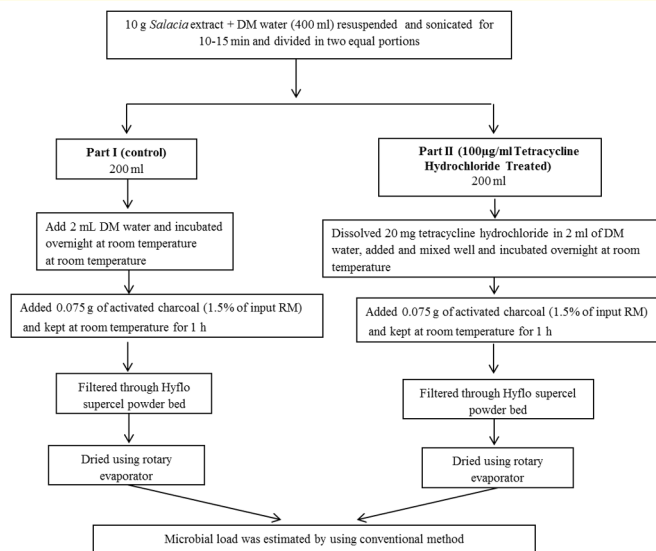 10 g Salacia extract + DM water (400 ml) resuspended and sonicated for
10-15 min and divided in two equal portions
Part I (control)
200 ml
Part II (100µg/ml Tetracycline
Hydrochloride Treated)
200 ml
Add 2 mL DM water and incubated
overnight at room temperature
at room temperature
Dissolved 20 mg tetracycline hydrochloride in 2 ml of DM
water, added and mixed well and incubated overnight at room
temperature
Added 0.075 g of activated charcoal (1.5% of input RM)
and kept at room temperature for 1 h
Added 0.075 g of activated charcoal (1.5% of input RM)
and kept at room temperature for 1 h
Filtered through Hyflo
supercel powder bed
Filtered through Hyflo supercel
powder bed
Dried using rotary
evaporator
Dried using rotary
evaporator
Microbial load was estimated by using conventional method